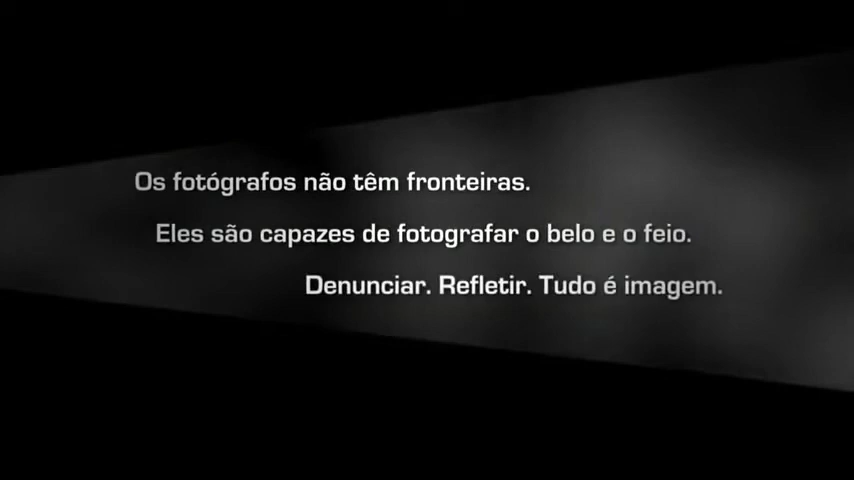 Os fotógrafos não têm fronteiras.
Eles são capazes de fotografar o belo e o feio.
Denunciar. Refletir. Tudo é imagem.